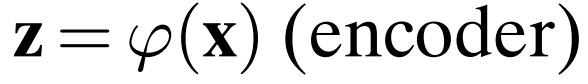 z = φ(x) (encoder)